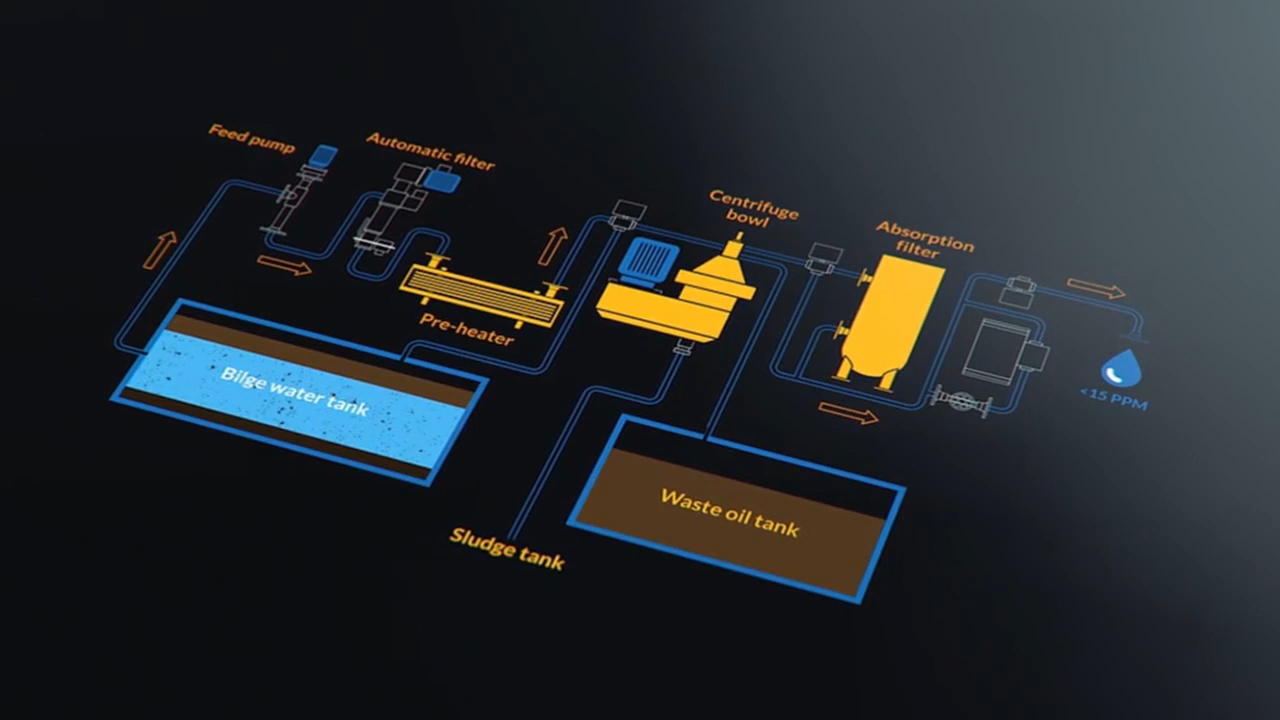 Feed pump
Automatic filter
Centrifuge
bowl
Absorption
filter
Pre-heater
Bilge water tank
<15 PPM
Waste oil tank
Sludge tank